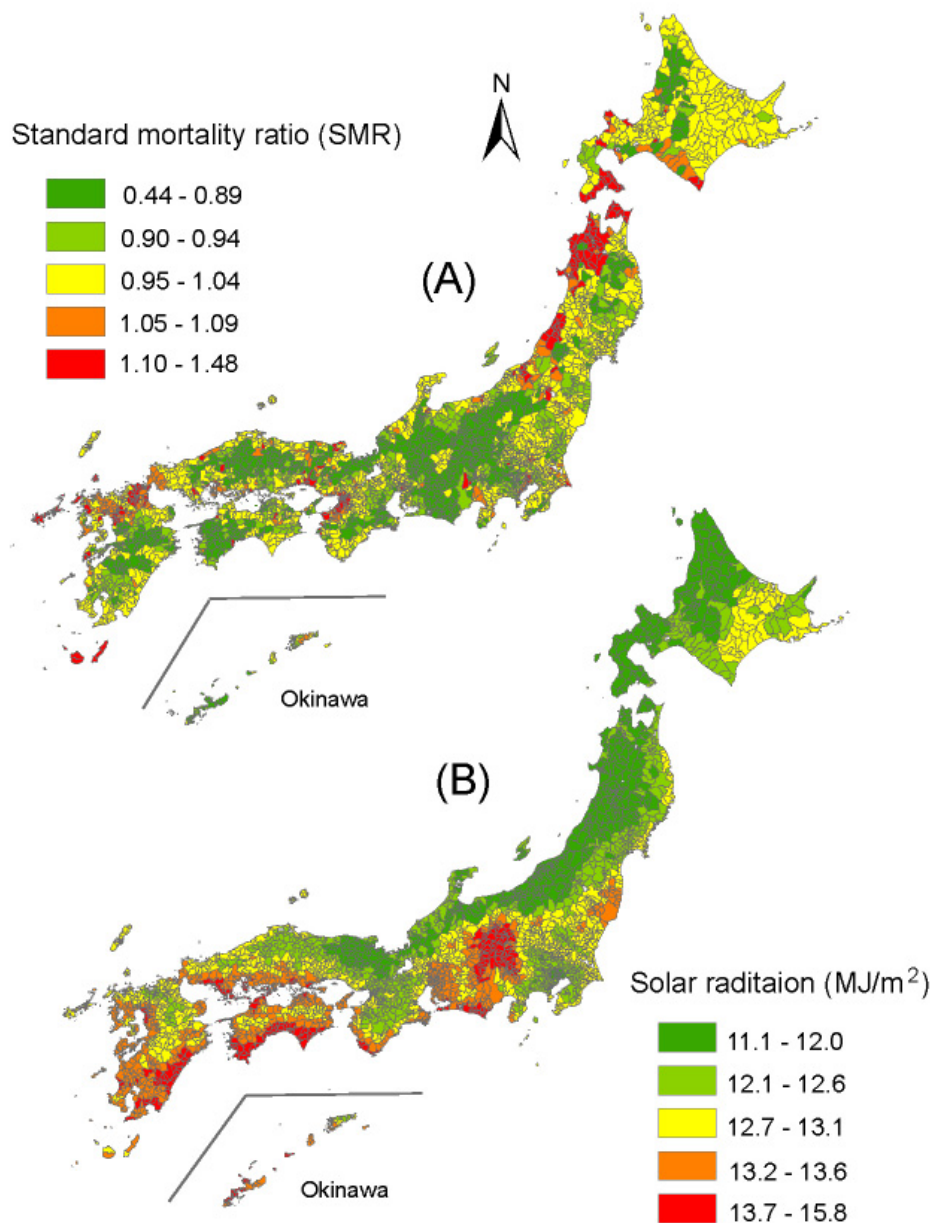 N
Standard mortality ratio (SMR)
0.44 - 0.89
0.90 - 0.94
0.95 - 1.04
1.05 - 1.09
1.10 - 1.48
(A)
Okinawa
(B)
Solar raditaion (MJ/m²)
11.1 - 12.0
12.1 - 12.6
12.7 - 13.1
13.2 - 13.6
13.7 - 15.8
Okinawa